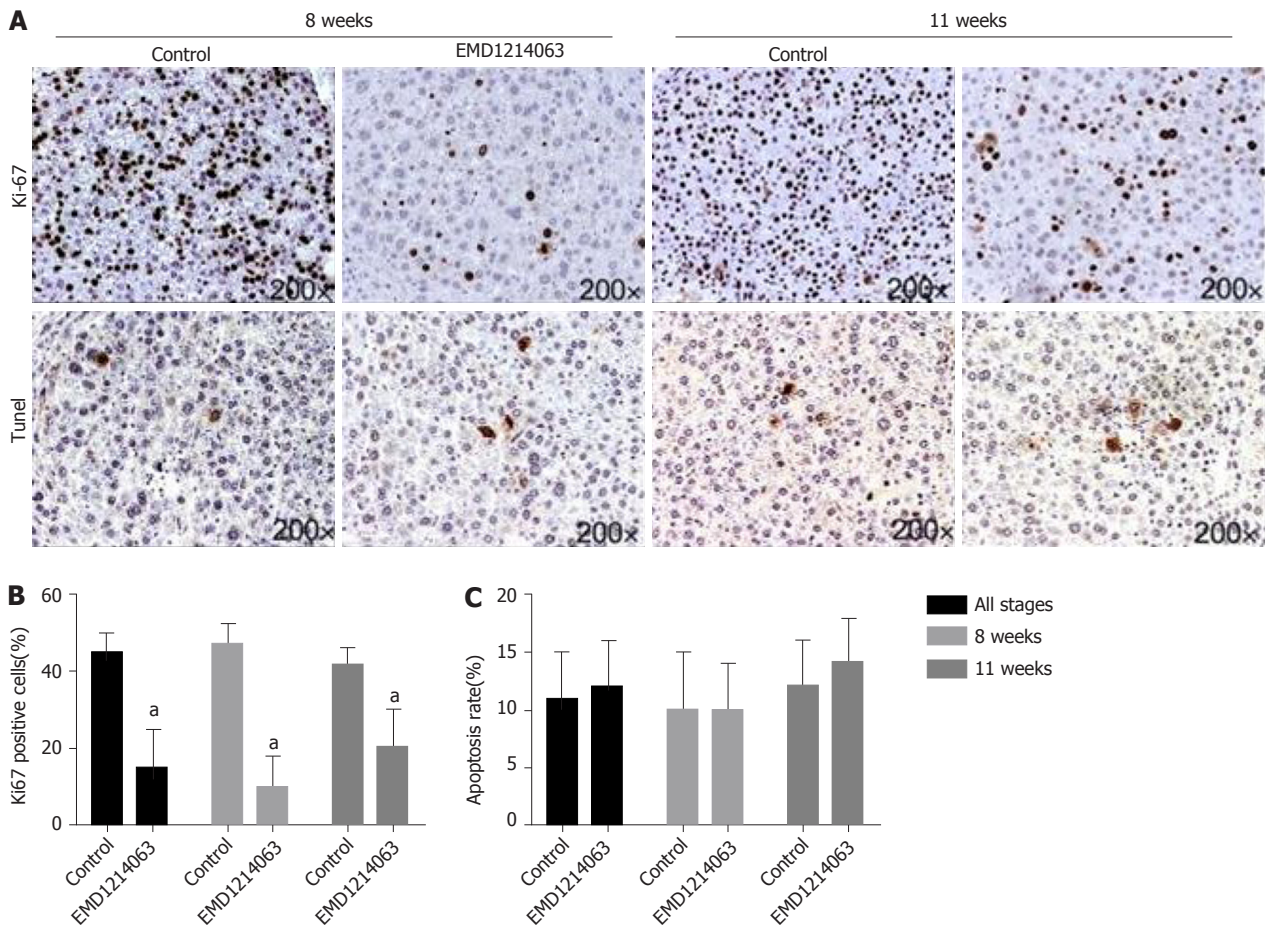 A
8 weeks
11 weeks
Control
EMD1214063
Control
Ki-67
200×
200×
200×
200×
Tunel
200×
200×
200×
200×
B
Ki67 positive cells(%)
60
40
20
0
a
a
a
Control
EMD1214063
Control
EMD1214063
Control
EMD1214063
C
Apoptosis rate(%)
20
15
10
5
0
Control
EMD1214063
Control
EMD1214063
Control
EMD1214063
All stages
8 weeks
11 weeks